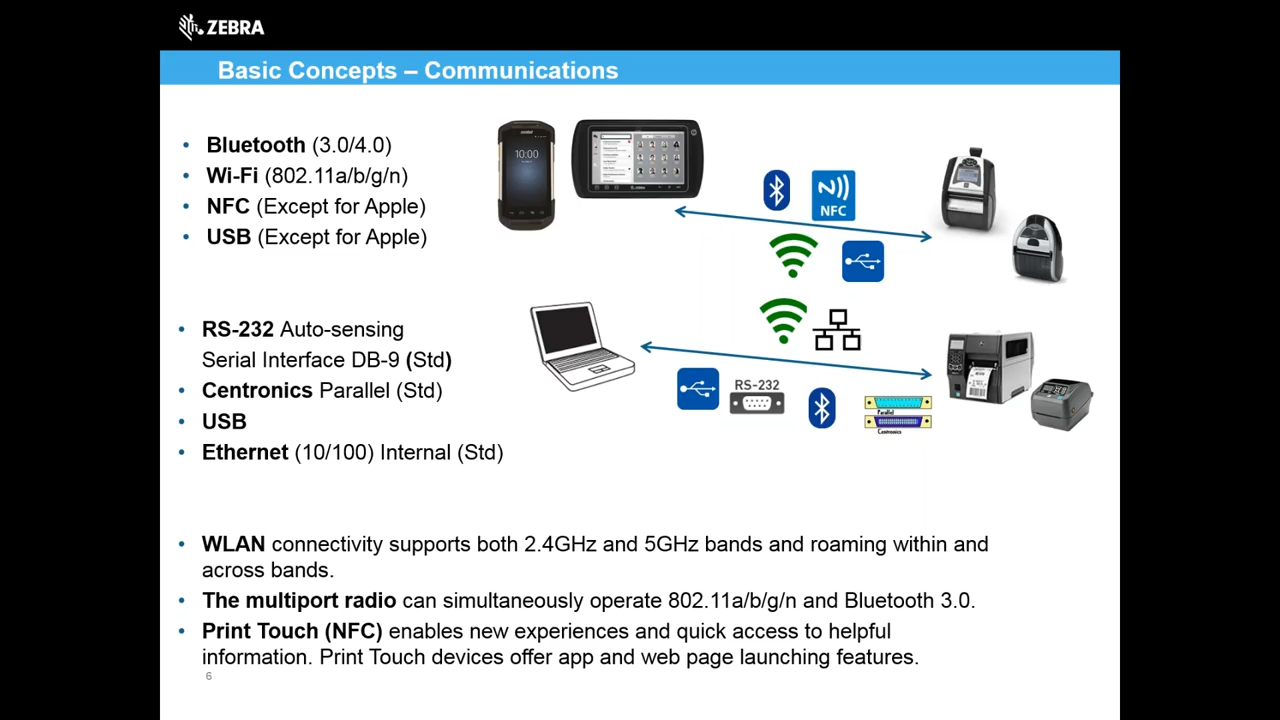 ZEBRA
Basic Concepts – Communications
• Bluetooth (3.0/4.0)
• Wi-Fi (802.11a/b/g/n)
• NFC (Except for Apple)
• USB (Except for Apple)
10:00
ZEBRA
NFC
• RS-232 Auto-sensing
Serial Interface DB-9 (Std)
• Centronics Parallel (Std)
• USB
• Ethernet (10/100) Internal (Std)
RS-232
Parallel
Centronics
• WLAN connectivity supports both 2.4GHz and 5GHz bands and roaming within and
across bands.
• The multiport radio can simultaneously operate 802.11a/b/g/n and Bluetooth 3.0.
• Print Touch (NFC) enables new experiences and quick access to helpful
information. Print Touch devices offer app and web page launching features.
6